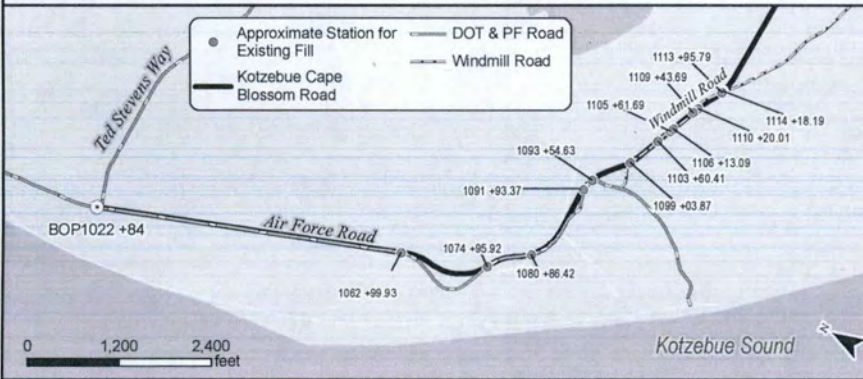 Approximate Station for
Existing Fill
Kotzebue Cape
Blossom Road
DOT & PF Road
Windmill Road
Ted Stevens Way
BOP1022 +84
Air Force Road
1062 +99.93
1074 +95.92
1080 +86.42
1091 +93.37
1093 +54.63
1099 +03.87
1103 +60.41
1105 +61.69
1106 +13.09
1109 +43.69
1110 +20.01
1113 +95.79
1114 +18.19
Windmill Road
Kotzebue Sound
N
0 1,200 2,400
feet